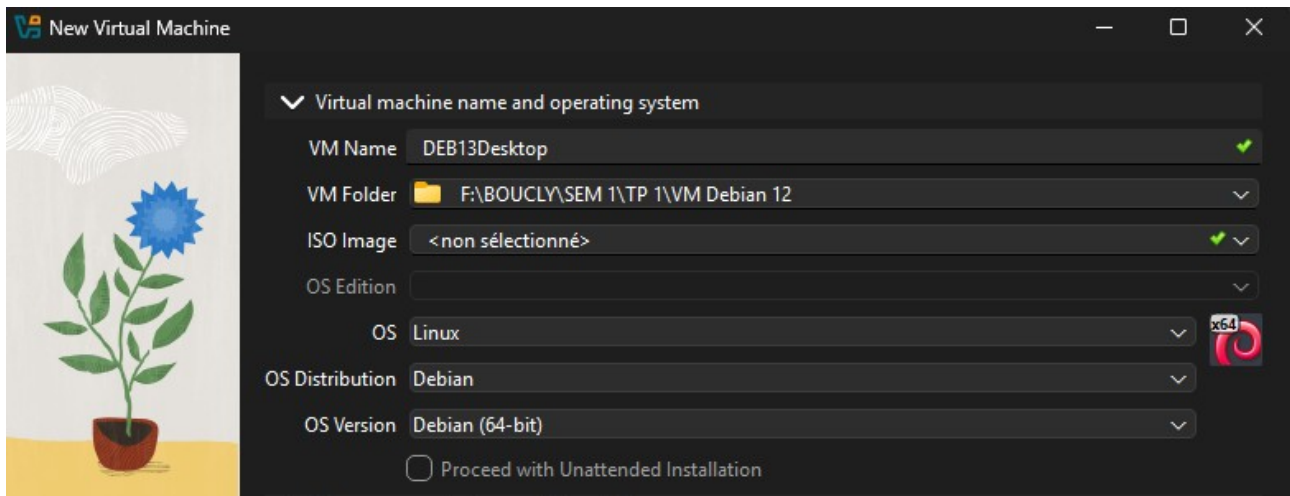 New Virtual Machine
Virtual machine name and operating system
VM Name DEB13Desktop
VM Folder F:\BOUCLY\SEM 1\TP 1\VM Debian 12
ISO Image <non sélectionné>
OS Edition
OS Linux
x64
OS Distribution Debian
OS Version Debian (64-bit)
Proceed with Unattended Installation